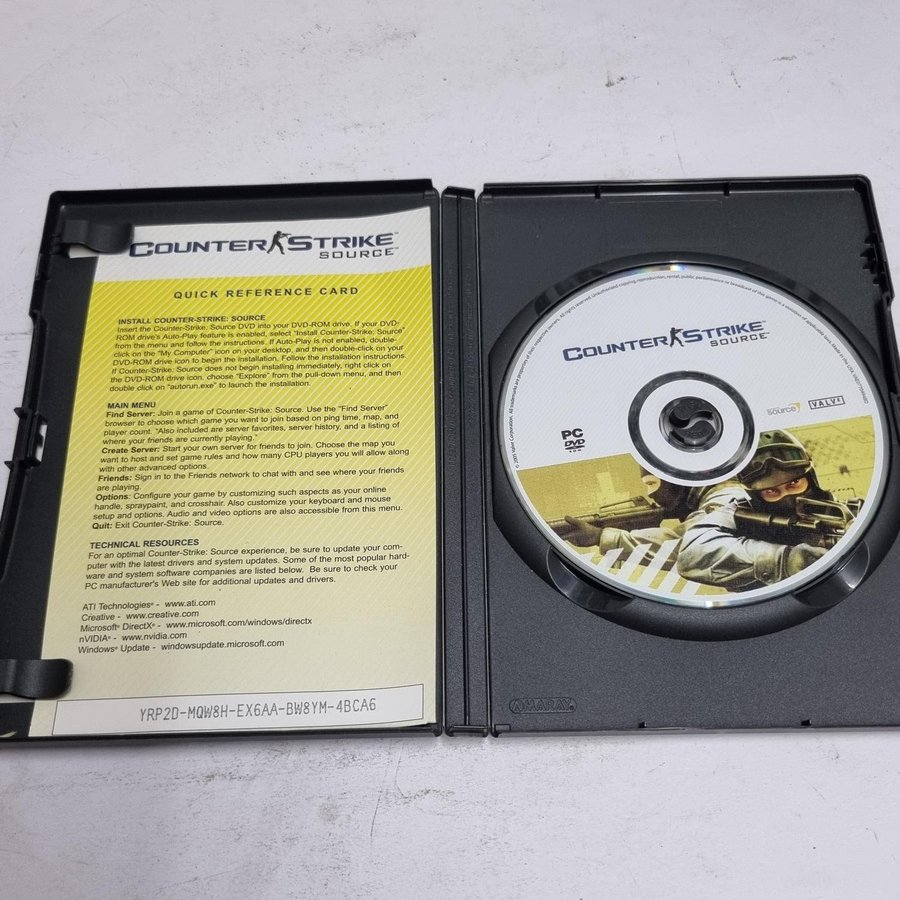 COUNTER STRIKE™
SOURCE™
QUICK REFERENCE CARD
INSTALL COUNTER-STRIKE: SOURCE
Insert the Counter-Strike: Source DVD into your DVD-ROM drive. If your DVD-
ROM drive's Auto-Play feature is enabled, select "Install Counter-Strike: Source"
from the menu and follow the instructions. If Auto-Play is not enabled, double-
click on the "My Computer" icon on your desktop, and then double-click on your
DVD-ROM drive icon to begin the installation. Follow the installation instructions.
If Counter-Strike: Source does not begin installing immediately, right click on
the DVD-ROM drive icon, choose "Explore" from the pull-down menu, and then
double click on "autorun.exe" to launch the installation.
MAIN MENU
Find Server: Join a game of Counter-Strike: Source. Use the "Find Server"
browser to choose which game you want to join based on ping time, map, and
player count. "Also included are server favorites, server history, and a listing of
where your friends are currently playing."
Create Server: Start your own server for friends to join. Choose the map you
want to host and set game rules and how many CPU players you will allow along
with other advanced options.
Friends: Sign in to the Friends network to chat with and see where your friends
are playing.
Options: Configure your game by customizing such aspects as your online
handle, spraypaint, and crosshair. Also customize your keyboard and mouse
setup and options. Audio and video options are also accessible from this menu.
Quit: Exit Counter-Strike: Source.
TECHNICAL RESOURCES
For an optimal Counter-Strike: Source experience, be sure to update your com-
puter with the latest drivers and system updates. Some of the most popular hard-
ware and system software companies are listed below. Be sure to check your
PC manufacturer's Web site for additional updates and drivers.
ATI Technologies® - www.ati.com
Creative - www.creative.com
Microsoft® DirectX® - www.microsoft.com/windows/directx
nVIDIA® - www.nvidia.com
Windows® Update - windowsupdate.microsoft.com
YRP2D-MQW8H-EX6AA-BW8YM-4BCA6
COUNTER STRIKE™
SOURCE™
source
VALVE
PC
DVD
ROM
AMARAY